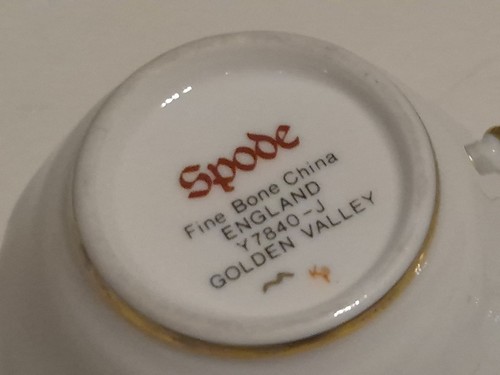 Spode
Fine Bone China
ENGLAND
Y7840-J
GOLDEN VALLEY